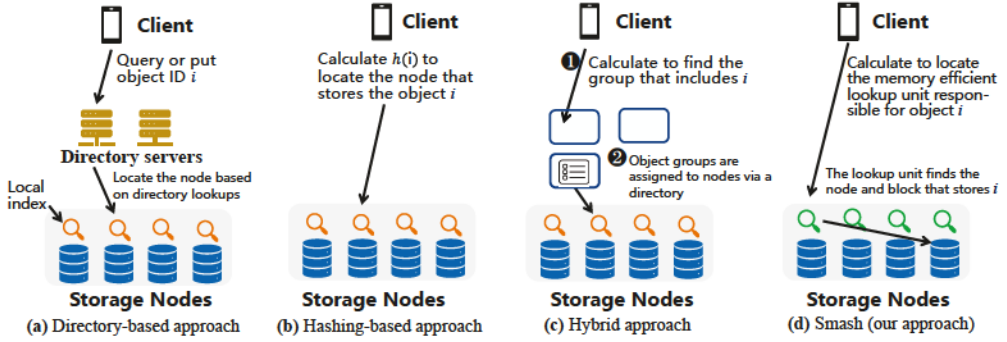 Client
Query or put
object ID i
Directory servers
Locate the node based
on directory lookups
Local
index
Storage Nodes
(a) Directory-based approach
Client
Calculate h(i) to
locate the node that
stores the object i
Storage Nodes
(b) Hashing-based approach
Client
❶ Calculate to find the
group that includes i
❷ Object groups are
assigned to nodes via a
directory
Storage Nodes
(c) Hybrid approach
Client
Calculate to locate
the memory efficient
lookup unit respon-
sible for object i
The lookup unit finds the
node and block that stores i
Storage Nodes
(d) Smash (our approach)